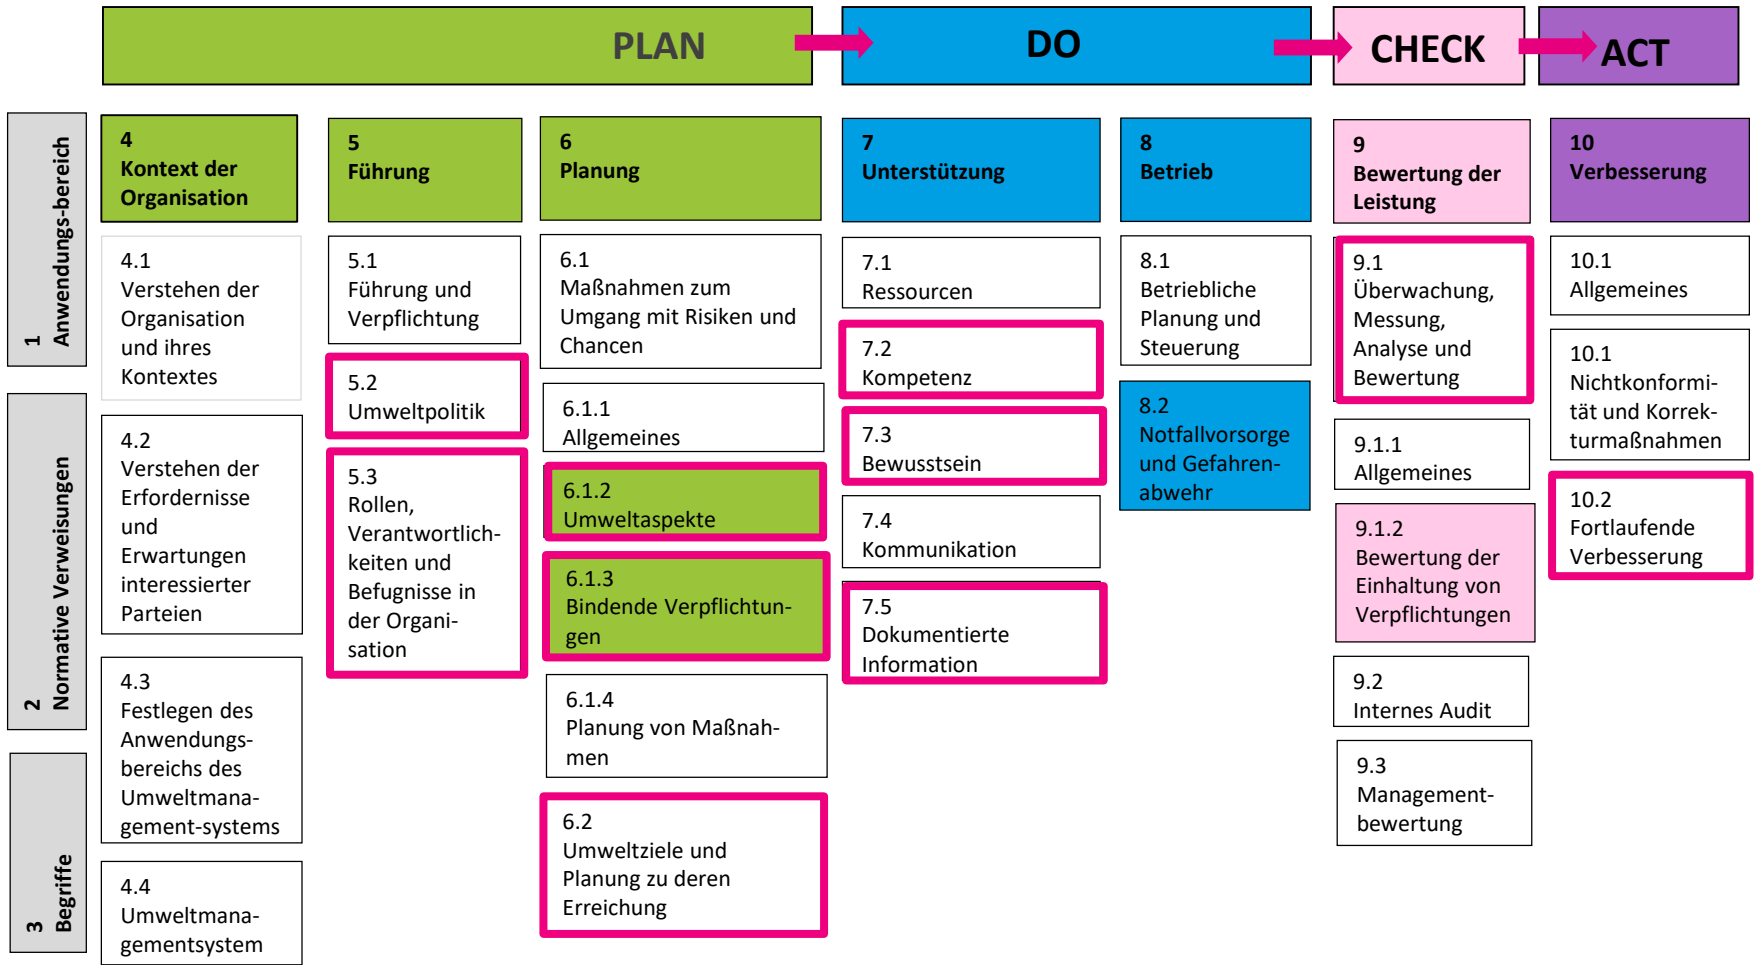 PLAN
DO
CHECK
ACT
1
Anwendungs-bereich
2
Normative Verweisungen
3
Begriffe
4
Kontext der
Organisation
4.1
Verstehen der
Organisation
und ihres
Kontextes
4.2
Verstehen der
Erfordernisse
und
Erwartungen
interessierter
Parteien
4.3
Festlegen des
Anwendungs-
bereichs des
Umweltmana-
gement-systems
4.4
Umweltmana-
gementsystem
5
Führung
5.1
Führung und
Verpflichtung
5.2
Umweltpolitik
5.3
Rollen,
Verantwortlich-
keiten und
Befugnisse in
der Organi-
sation
6
Planung
6.1
Maßnahmen zum
Umgang mit Risiken und
Chancen
6.1.1
Allgemeines
6.1.2
Umweltaspekte
6.1.3
Bindende Verpflichtun-
gen
6.1.4
Planung von Maßnah-
men
6.2
Umweltziele und
Planung zu deren
Erreichung
7
Unterstützung
7.1
Ressourcen
7.2
Kompetenz
7.3
Bewusstsein
7.4
Kommunikation
7.5
Dokumentierte
Information
8
Betrieb
8.1
Betriebliche
Planung und
Steuerung
8.2
Notfallvorsorge
und Gefahren-
abwehr
9
Bewertung der
Leistung
9.1
Überwachung,
Messung,
Analyse und
Bewertung
9.1.1
Allgemeines
9.1.2
Bewertung der
Einhaltung von
Verpflichtungen
9.2
Internes Audit
9.3
Management-
bewertung
10
Verbesserung
10.1
Allgemeines
10.1
Nichtkonformi-
tät und Korrek-
turmaßnahmen
10.2
Fortlaufende
Verbesserung